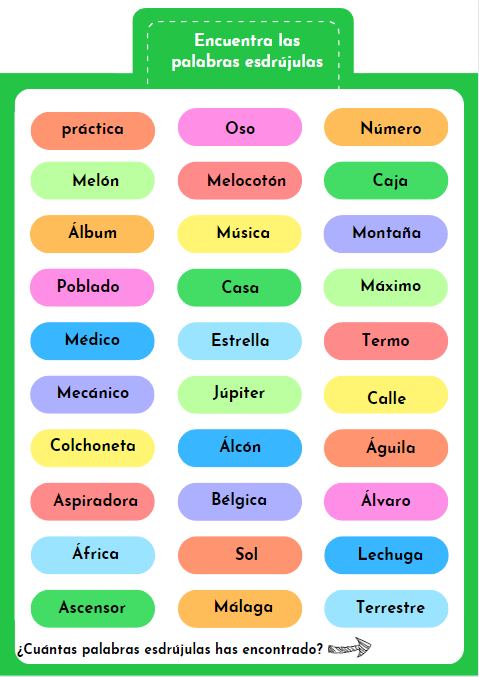 Encuentra las
palabras esdrújulas
práctica
Oso
Número
Melón
Melocotón
Caja
Álbum
Música
Montaña
Poblado
Casa
Máximo
Médico
Estrella
Termo
Mecánico
Júpiter
Calle
Colchoneta
Álcón
Águila
Aspiradora
Bélgica
Álvaro
África
Sol
Lechuga
Ascensor
Málaga
Terrestre
¿Cuántas palabras esdrújulas has encontrado?